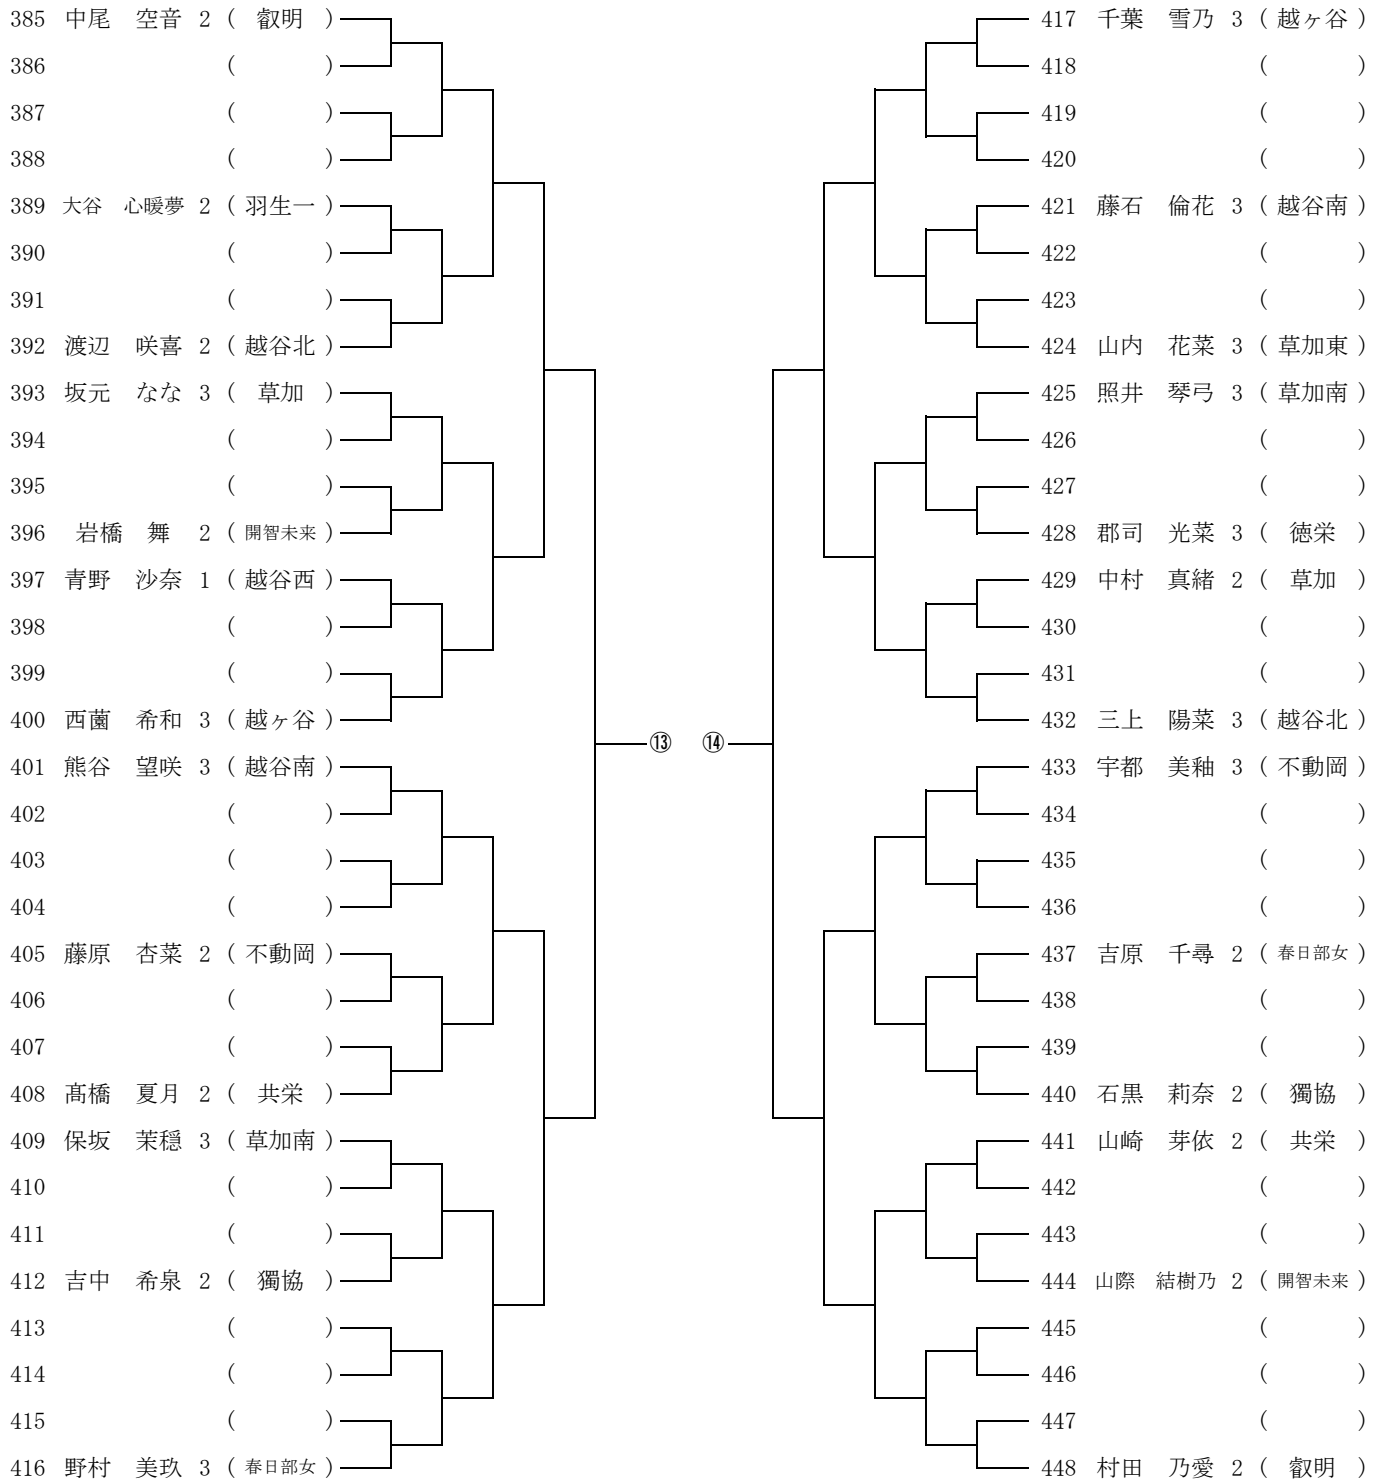 385 中尾　空音 2 (　叡明　)
386 (　　　)
387 (　　　)
388 (　　　)
389 大谷　心暖夢 2 ( 羽生一 )
390 (　　　)
391 (　　　)
392 渡辺　咲喜 2 ( 越谷北 )
393 坂元　なな 3 (　草加　)
394 (　　　)
395 (　　　)
396 岩橋　舞 2 ( 開智未来 )
397 青野　沙奈 1 ( 越谷西 )
398 (　　　)
399 (　　　)
400 西薗　希和 3 ( 越ヶ谷 )
401 熊谷　望咲 3 ( 越谷南 )
402 (　　　)
403 (　　　)
404 (　　　)
405 藤原　杏菜 2 ( 不動岡 )
406 (　　　)
407 (　　　)
408 髙橋　夏月 2 (　共栄　)
409 保坂　茉穏 3 ( 草加南 )
410 (　　　)
411 (　　　)
412 吉中　希泉 2 (　獨協　)
413 (　　　)
414 (　　　)
415 (　　　)
416 野村　美玖 3 ( 春日部女 )
⑬　⑭
417 千葉　雪乃 3 ( 越ヶ谷 )
418 (　　　)
419 (　　　)
420 (　　　)
421 藤石　倫花 3 ( 越谷南 )
422 (　　　)
423 (　　　)
424 山内　花菜 3 ( 草加東 )
425 照井　琴弓 3 ( 草加南 )
426 (　　　)
427 (　　　)
428 郡司　光菜 3 (　徳栄　)
429 中村　真緒 2 (　草加　)
430 (　　　)
431 (　　　)
432 三上　陽菜 3 ( 越谷北 )
433 宇都　美釉 3 ( 不動岡 )
434 (　　　)
435 (　　　)
436 (　　　)
437 吉原　千尋 2 ( 春日部女 )
438 (　　　)
439 (　　　)
440 石黒　莉奈 2 (　獨協　)
441 山崎　芽依 2 (　共栄　)
442 (　　　)
443 (　　　)
444 山際　結樹乃 2 ( 開智未来 )
445 (　　　)
446 (　　　)
447 (　　　)
448 村田　乃愛 2 (　叡明　)